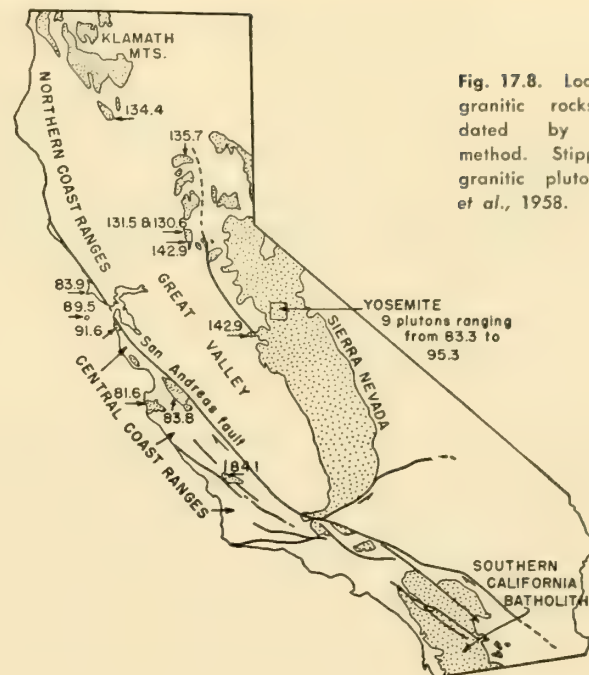 KLAMATH
MTS.
134.4
NORTHERN COAST RANGES
135.7
131.5 & 130.6
142.9
83.9
89.5
91.6
GREAT VALLEY
San Andreas fault
CENTRAL COAST RANGES
81.6
83.8
84.1
142.9
SIERRA NEVADA
YOSEMITE
9 plutons ranging
from 83.3 to
95.3
SOUTHERN
CALIFORNIA
BATHOLITH
Fig. 17.8.
granitic rocks
dated by
method.
granitic
et al., 1958.